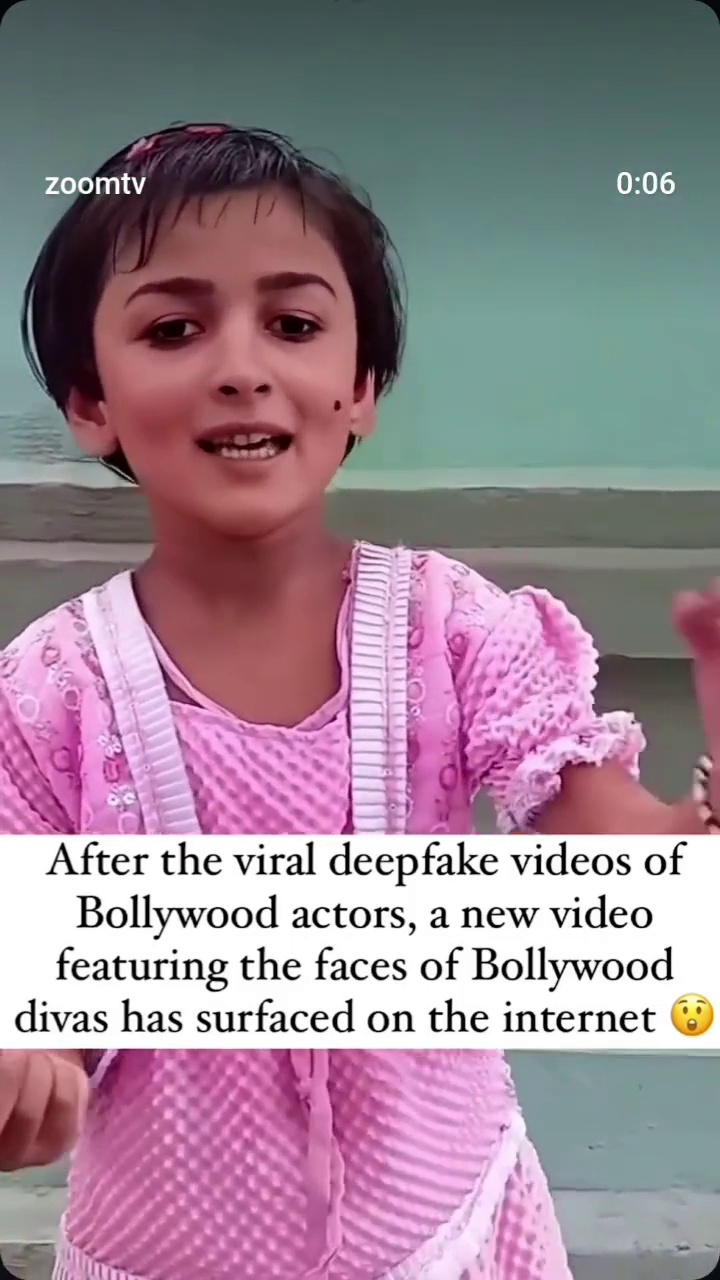 zoomtv
0:06
After the viral deepfake videos of
Bollywood actors, a new video
featuring the faces of Bollywood
divas has surfaced on the internet 😲